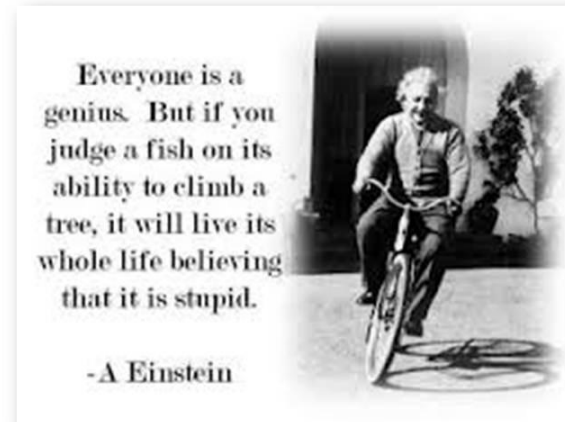 Everyone is a
genius.  But if you
judge a fish on its
ability to climb a
tree, it will live its
whole life believing
that it is stupid.
-A Einstein